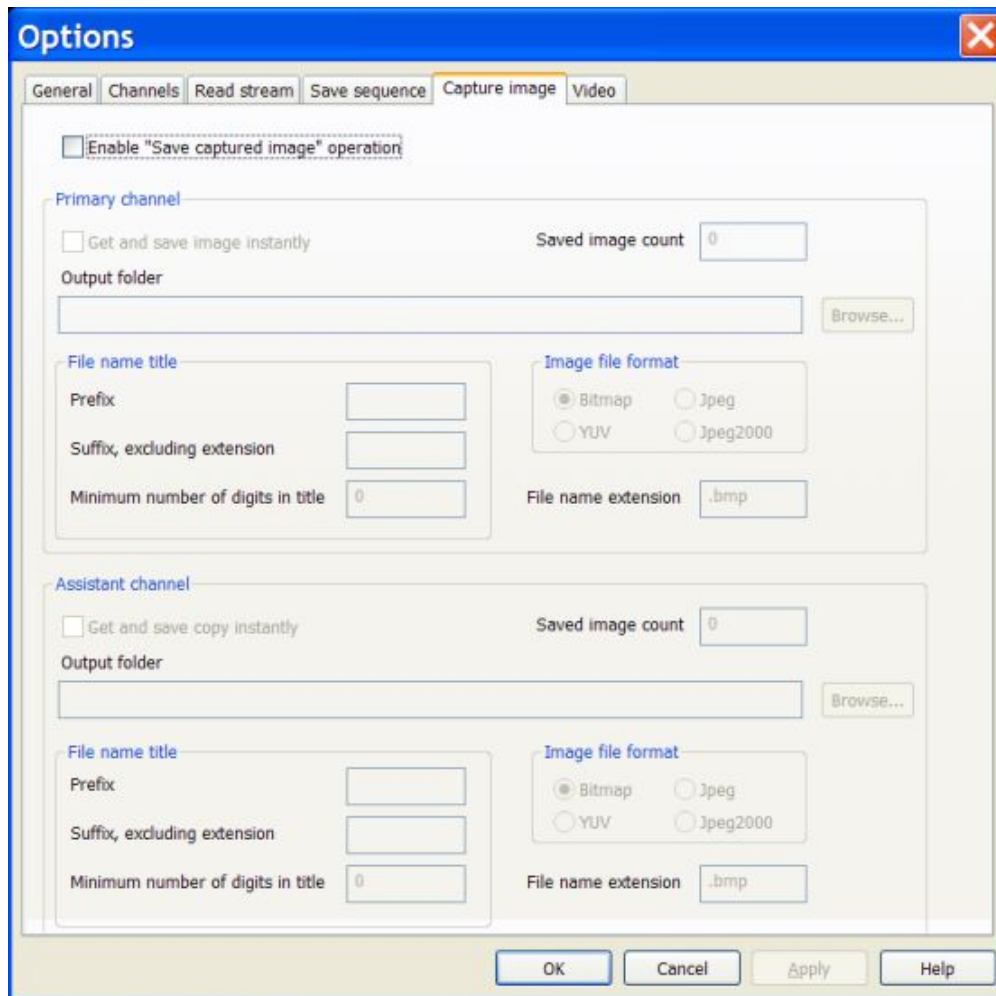 Options
General Channels Read stream Save sequence Capture image Video
Enable "Save captured image" operation
Primary channel
Get and save image instantly Saved image count 0
Output folder
Browse...
File name title Image file format
Prefix Bitmap Jpeg
YUV Jpeg2000
Suffix, excluding extension
Minimum number of digits in title 0 File name extension .bmp
Assistant channel
Get and save copy instantly Saved image count 0
Output folder
Browse...
File name title Image file format
Prefix Bitmap Jpeg
YUV Jpeg2000
Suffix, excluding extension
Minimum number of digits in title 0 File name extension .bmp
OK Cancel Apply Help